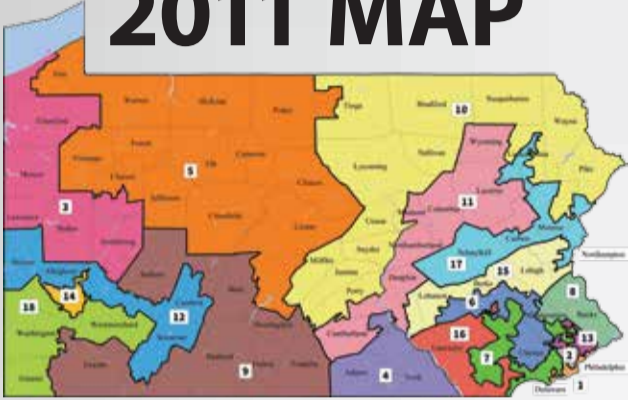 2011 MAP
Erie
Warren
McKean
Potter
Tioga
Bradford
Susquehanna
10
Wayne
Crawford
Wyoming
Forest
Venango
Elk
Cameron
Sullivan
Pike
5
Mercer
Clarion
Clinton
Lycoming
Luzerne
3
Jefferson
11
Columbia
Lawrence
Butler
Clearfield
Centre
Union
Monroe
Armstrong
Snyder
Northumberland
Carbon
Mifflin
Schuylkill
Northampton
Beaver
Allegheny
Indiana
Juniata
17
15
Lehigh
14
Blair
Perry
Dauphin
Berks
8
18
Cambria
Lebanon
6
Bucks
12
Westmoreland
Huntingdon
Washington
Somerset
Cumberland
16
13
Lancaster
Chester
2
Fayette
Bedford
Fulton
Franklin
7
Philadelphia
9
Adams
4
York
Greene
Delaware
1